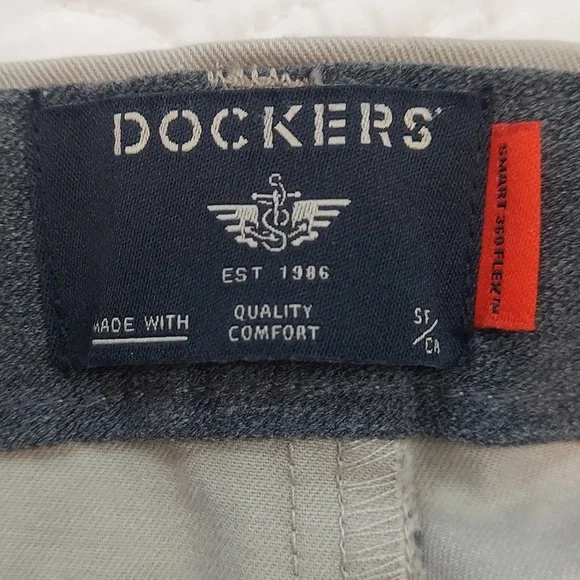 DOCKERS®
EST 1986
MADE WITH
QUALITY
COMFORT
SF/CA
SMART 360 FLEX™